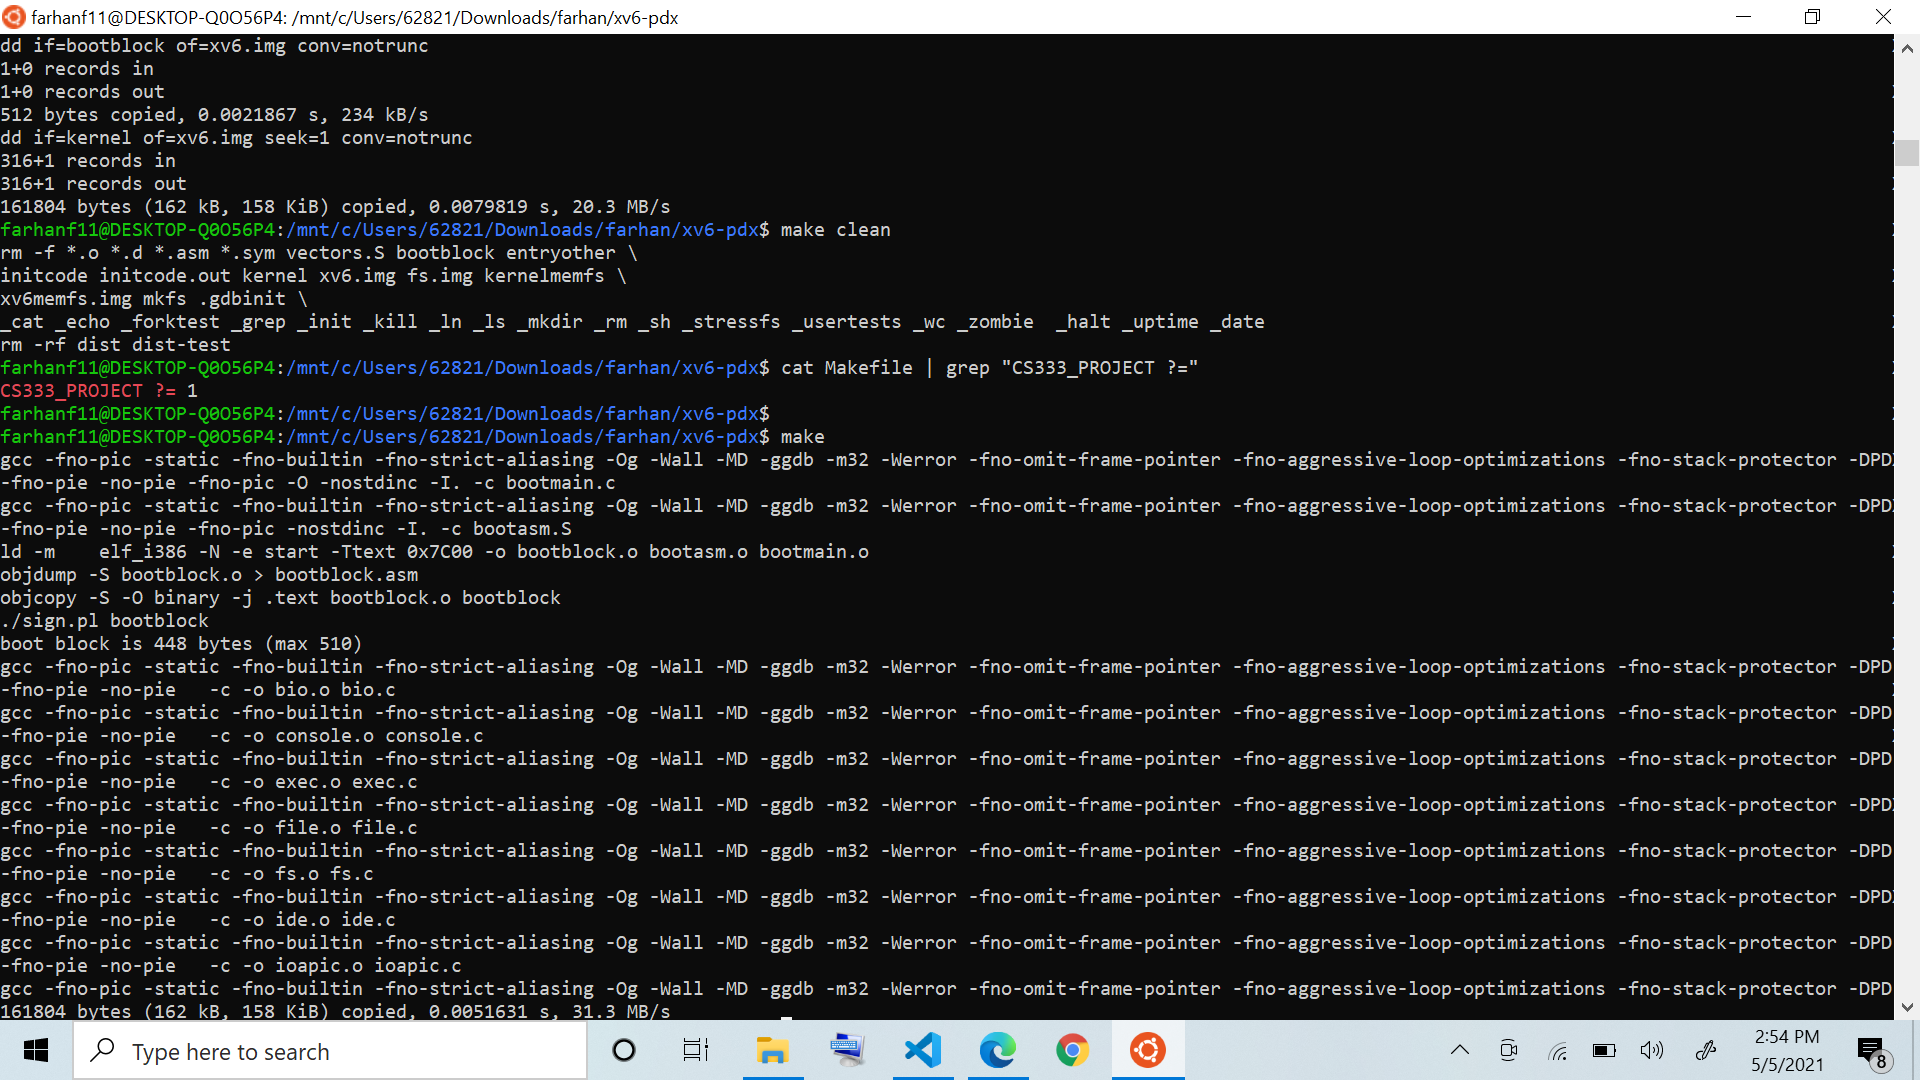 farhanf11@DESKTOP-Q0O56P4: /mnt/c/Users/62821/Downloads/farhan/xv6-pdx
dd if=bootblock of=xv6.img conv=notrunc
1+0 records in
1+0 records out
512 bytes copied, 0.0021867 s, 234 kB/s
dd if=kernel of=xv6.img seek=1 conv=notrunc
316+1 records in
316+1 records out
161804 bytes (162 kB, 158 KiB) copied, 0.0079819 s, 20.3 MB/s
farhanf11@DESKTOP-Q0O56P4:/mnt/c/Users/62821/Downloads/farhan/xv6-pdx$ make clean
rm -f *.o *.d *.asm *.sym vectors.S bootblock entryother \
initcode initcode.out kernel xv6.img fs.img kernelmemfs \
xv6memfs.img mkfs .gdbinit \
_cat _echo _forktest _grep _init _kill _ln _ls _mkdir _rm _sh _stressfs _usertests _wc _zombie  _halt _uptime _date
rm -rf dist dist-test
farhanf11@DESKTOP-Q0O56P4:/mnt/c/Users/62821/Downloads/farhan/xv6-pdx$ cat Makefile | grep "CS333_PROJECT ?="
CS333_PROJECT ?= 1
farhanf11@DESKTOP-Q0O56P4:/mnt/c/Users/62821/Downloads/farhan/xv6-pdx$
farhanf11@DESKTOP-Q0O56P4:/mnt/c/Users/62821/Downloads/farhan/xv6-pdx$ make
gcc -fno-pic -static -fno-builtin -fno-strict-aliasing -Og -Wall -MD -ggdb -m32 -Werror -fno-omit-frame-pointer -fno-aggressive-loop-optimizations -fno-stack-protector -DPD
-fno-pie -no-pie -fno-pic -O -nostdinc -I. -c bootmain.c
gcc -fno-pic -static -fno-builtin -fno-strict-aliasing -Og -Wall -MD -ggdb -m32 -Werror -fno-omit-frame-pointer -fno-aggressive-loop-optimizations -fno-stack-protector -DPD
-fno-pie -no-pie -fno-pic -nostdinc -I. -c bootasm.S
ld -m    elf_i386 -N -e start -Ttext 0x7C00 -o bootblock.o bootasm.o bootmain.o
objdump -S bootblock.o > bootblock.asm
objcopy -S -O binary -j .text bootblock.o bootblock
./sign.pl bootblock
boot block is 448 bytes (max 510)
gcc -fno-pic -static -fno-builtin -fno-strict-aliasing -Og -Wall -MD -ggdb -m32 -Werror -fno-omit-frame-pointer -fno-aggressive-loop-optimizations -fno-stack-protector -DPD
-fno-pie -no-pie   -c -o bio.o bio.c
gcc -fno-pic -static -fno-builtin -fno-strict-aliasing -Og -Wall -MD -ggdb -m32 -Werror -fno-omit-frame-pointer -fno-aggressive-loop-optimizations -fno-stack-protector -DPD
-fno-pie -no-pie   -c -o console.o console.c
gcc -fno-pic -static -fno-builtin -fno-strict-aliasing -Og -Wall -MD -ggdb -m32 -Werror -fno-omit-frame-pointer -fno-aggressive-loop-optimizations -fno-stack-protector -DPD
-fno-pie -no-pie   -c -o exec.o exec.c
gcc -fno-pic -static -fno-builtin -fno-strict-aliasing -Og -Wall -MD -ggdb -m32 -Werror -fno-omit-frame-pointer -fno-aggressive-loop-optimizations -fno-stack-protector -DPD
-fno-pie -no-pie   -c -o file.o file.c
gcc -fno-pic -static -fno-builtin -fno-strict-aliasing -Og -Wall -MD -ggdb -m32 -Werror -fno-omit-frame-pointer -fno-aggressive-loop-optimizations -fno-stack-protector -DPD
-fno-pie -no-pie   -c -o fs.o fs.c
gcc -fno-pic -static -fno-builtin -fno-strict-aliasing -Og -Wall -MD -ggdb -m32 -Werror -fno-omit-frame-pointer -fno-aggressive-loop-optimizations -fno-stack-protector -DPD
-fno-pie -no-pie   -c -o ide.o ide.c
gcc -fno-pic -static -fno-builtin -fno-strict-aliasing -Og -Wall -MD -ggdb -m32 -Werror -fno-omit-frame-pointer -fno-aggressive-loop-optimizations -fno-stack-protector -DPD
-fno-pie -no-pie   -c -o ioapic.o ioapic.c
gcc -fno-pic -static -fno-builtin -fno-strict-aliasing -Og -Wall -MD -ggdb -m32 -Werror -fno-omit-frame-pointer -fno-aggressive-loop-optimizations -fno-stack-protector -DPD
161804 bytes (162 kB, 158 KiB) copied, 0.0051631 s, 31.3 MB/s
Type here to search
2:54 PM
5/5/2021
8